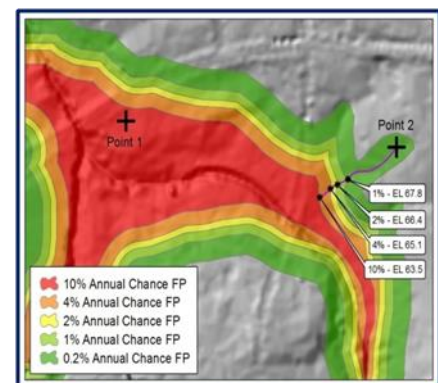 Point 1
Point 2
1% - EL 67.8
2% - EL 66.4
4% - EL 65.1
10% - EL 63.5
10% Annual Chance FP
4% Annual Chance FP
2% Annual Chance FP
1% Annual Chance FP
0.2% Annual Chance FP